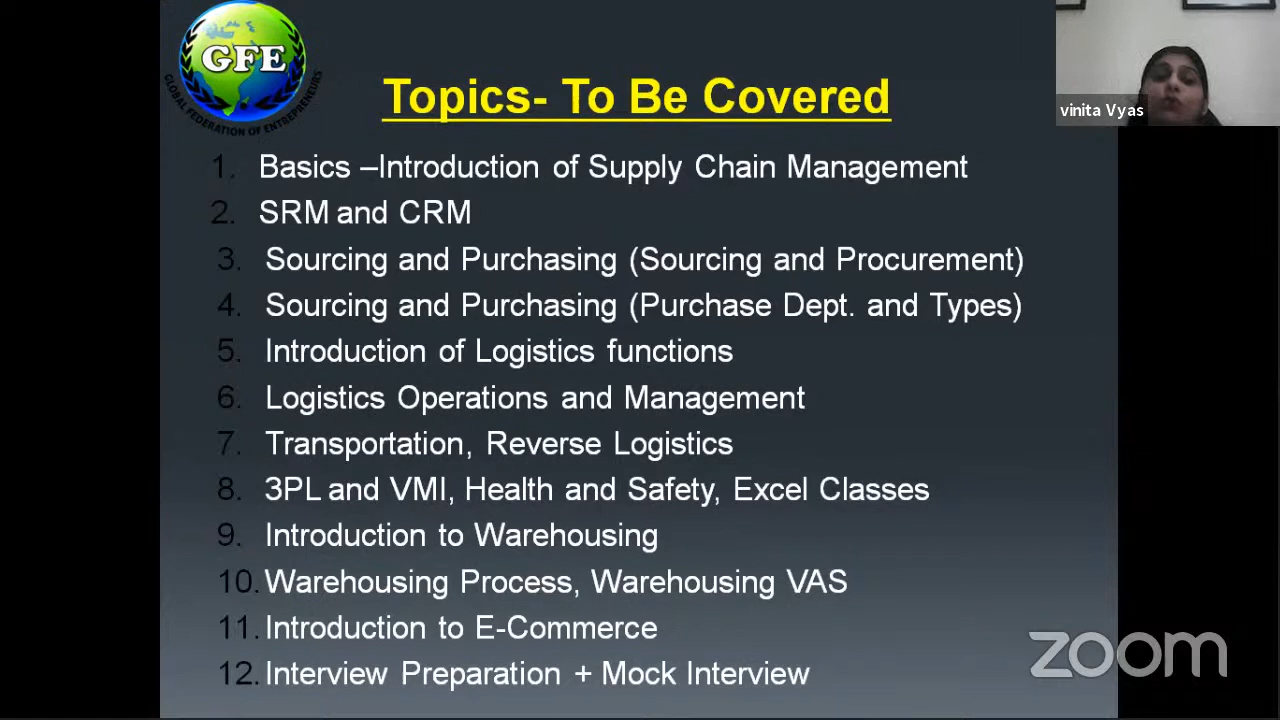 GFE
GLOBAL FEDERATION OF ENTREPRENEURS
Topics- To Be Covered
vinita Vyas
1. Basics –Introduction of Supply Chain Management
2. SRM and CRM
3. Sourcing and Purchasing (Sourcing and Procurement)
4. Sourcing and Purchasing (Purchase Dept. and Types)
5. Introduction of Logistics functions
6. Logistics Operations and Management
7. Transportation, Reverse Logistics
8. 3PL and VMI, Health and Safety, Excel Classes
9. Introduction to Warehousing
10. Warehousing Process, Warehousing VAS
11. Introduction to E-Commerce
12. Interview Preparation + Mock Interview
zoom